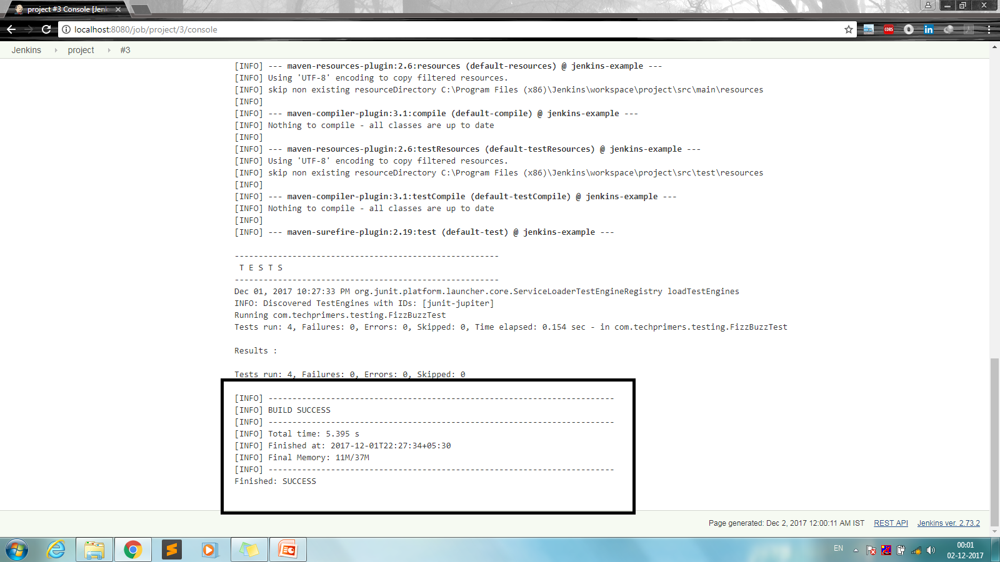 project #3 Console [Jenk
localhost:8080/job/project/3/console
CORS
Jenkins project #3
[INFO] --- maven-resources-plugin:2.6:resources (default-resources) @ jenkins-example ---
[INFO] Using 'UTF-8' encoding to copy filtered resources.
[INFO] skip non existing resourceDirectory C:\Program Files (x86)\Jenkins\workspace\project\src\main\resources
[INFO]
[INFO] --- maven-compiler-plugin:3.1:compile (default-compile) @ jenkins-example ---
[INFO] Nothing to compile - all classes are up to date
[INFO]
[INFO] --- maven-resources-plugin:2.6:testResources (default-testResources) @ jenkins-example ---
[INFO] Using 'UTF-8' encoding to copy filtered resources.
[INFO] skip non existing resourceDirectory C:\Program Files (x86)\Jenkins\workspace\project\src\test\resources
[INFO]
[INFO] --- maven-compiler-plugin:3.1:testCompile (default-testCompile) @ jenkins-example ---
[INFO] Nothing to compile - all classes are up to date
[INFO]
[INFO] --- maven-surefire-plugin:2.19:test (default-test) @ jenkins-example ---
-------------------------------------------------------
T E S T S
-------------------------------------------------------
Dec 01, 2017 10:27:33 PM org.junit.platform.launcher.core.ServiceLoaderTestEngineRegistry loadTestEngines
INFO: Discovered TestEngines with IDs: [junit-jupiter]
Running com.techprimers.testing.FizzBuzzTest
Tests run: 4, Failures: 0, Errors: 0, Skipped: 0, Time elapsed: 0.154 sec - in com.techprimers.testing.FizzBuzzTest
Results :
Tests run: 4, Failures: 0, Errors: 0, Skipped: 0
[INFO] ------------------------------------------------------------------------
[INFO] BUILD SUCCESS
[INFO] ------------------------------------------------------------------------
[INFO] Total time: 5.395 s
[INFO] Finished at: 2017-12-01T22:27:34+05:30
[INFO] Final Memory: 11M/37M
[INFO] ------------------------------------------------------------------------
Finished: SUCCESS
Page generated: Dec 2, 2017 12:00:11 AM IST REST API Jenkins ver. 2.73.2
EN
00:01
02-12-2017